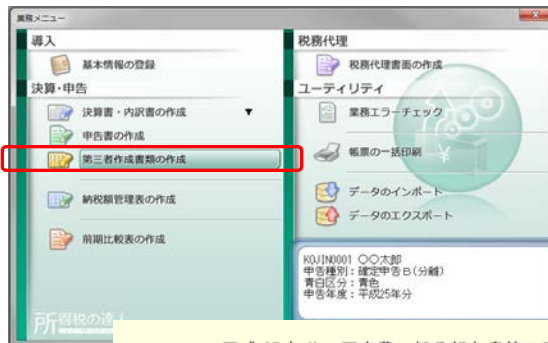 業務メニュー
導入
基本情報の登録
決算・申告
決算書・内訳書の作成 ▼
申告書の作成
第三者作成書類の作成
納税額管理表の作成
前期比較表の作成
所得税の達人
税務代理
税務代理書面の作成
ユーティリティ
業務エラーチェック
帳票の一括印刷
データのインポート
データのエクスポート
KOJIN0001 〇〇太郎
申告種別：確定申告B(分離)
青白区分：青色
申告年度：平成25年分